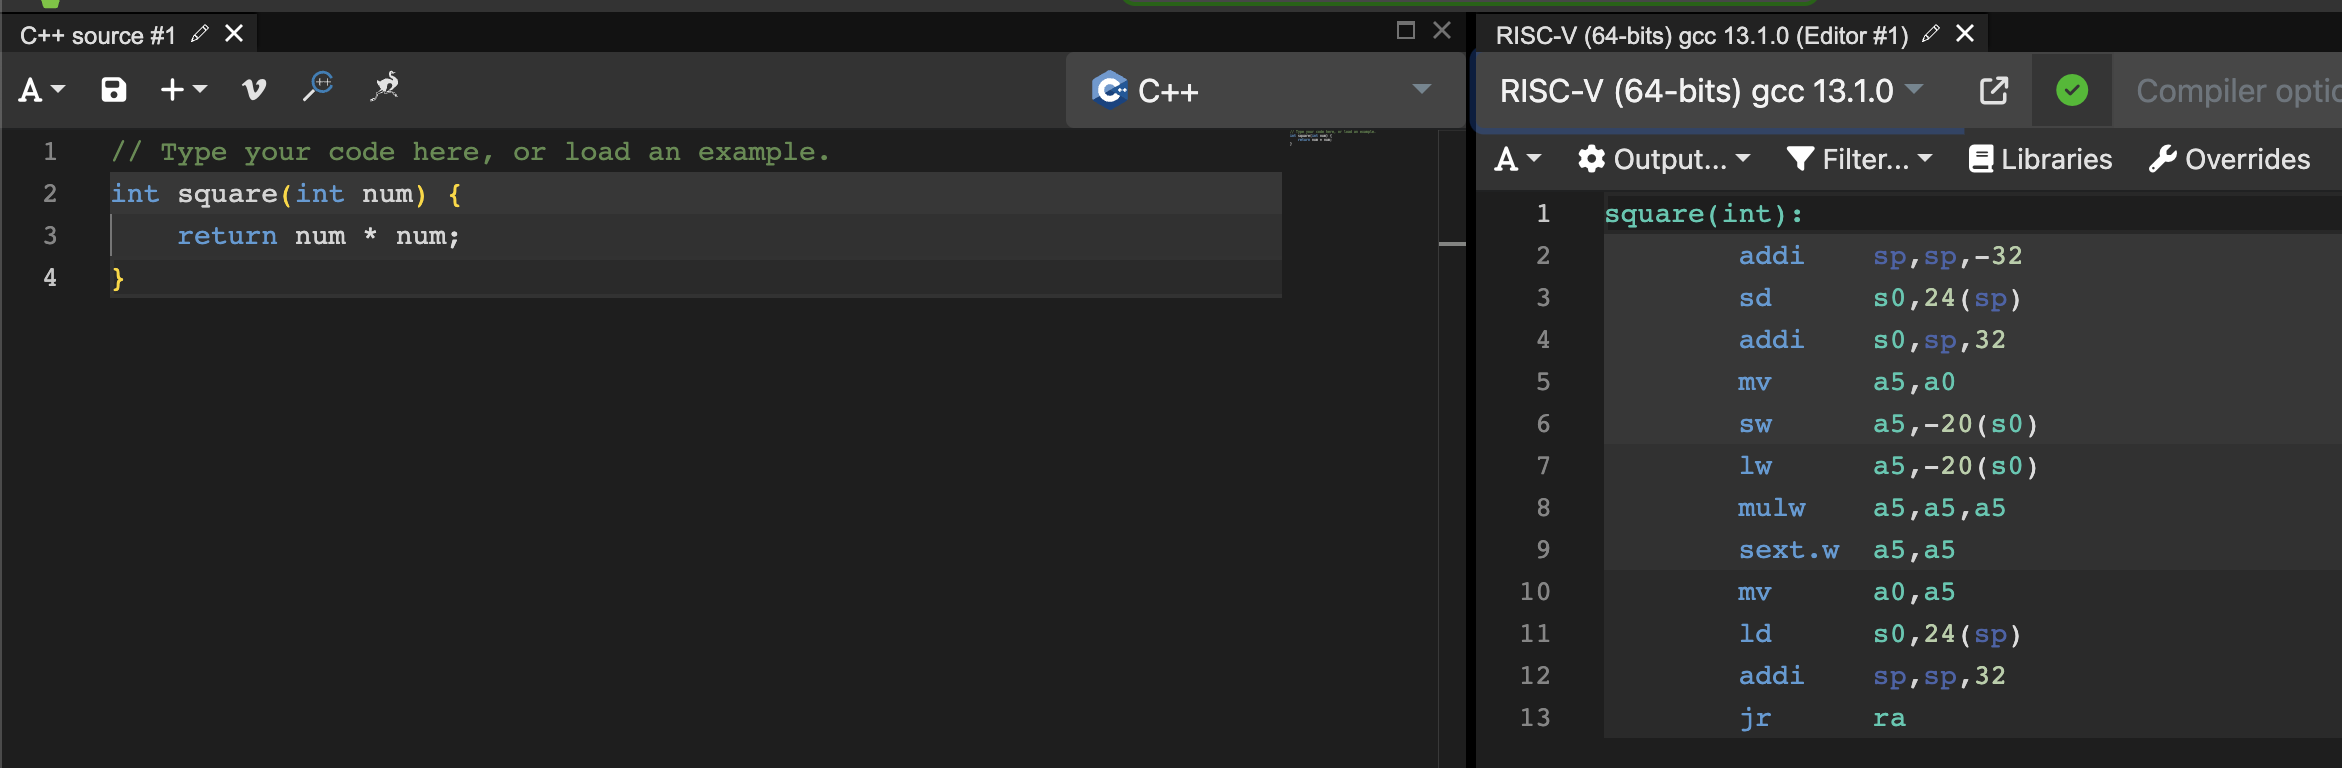 C++ source #1
C++
1 // Type your code here, or load an example.
2 int square(int num) {
3 return num * num;
4 }
RISC-V (64-bits) gcc 13.1.0 (Editor #1)
RISC-V (64-bits) gcc 13.1.0
Compiler optio
A
Output...
Filter...
Libraries
Overrides
1 square(int):
2 addi sp,sp,-32
3 sd s0,24(sp)
4 addi s0,sp,32
5 mv a5,a0
6 sw a5,-20(s0)
7 lw a5,-20(s0)
8 mulw a5,a5,a5
9 sext.w a5,a5
10 mv a0,a5
11 ld s0,24(sp)
12 addi sp,sp,32
13 jr ra